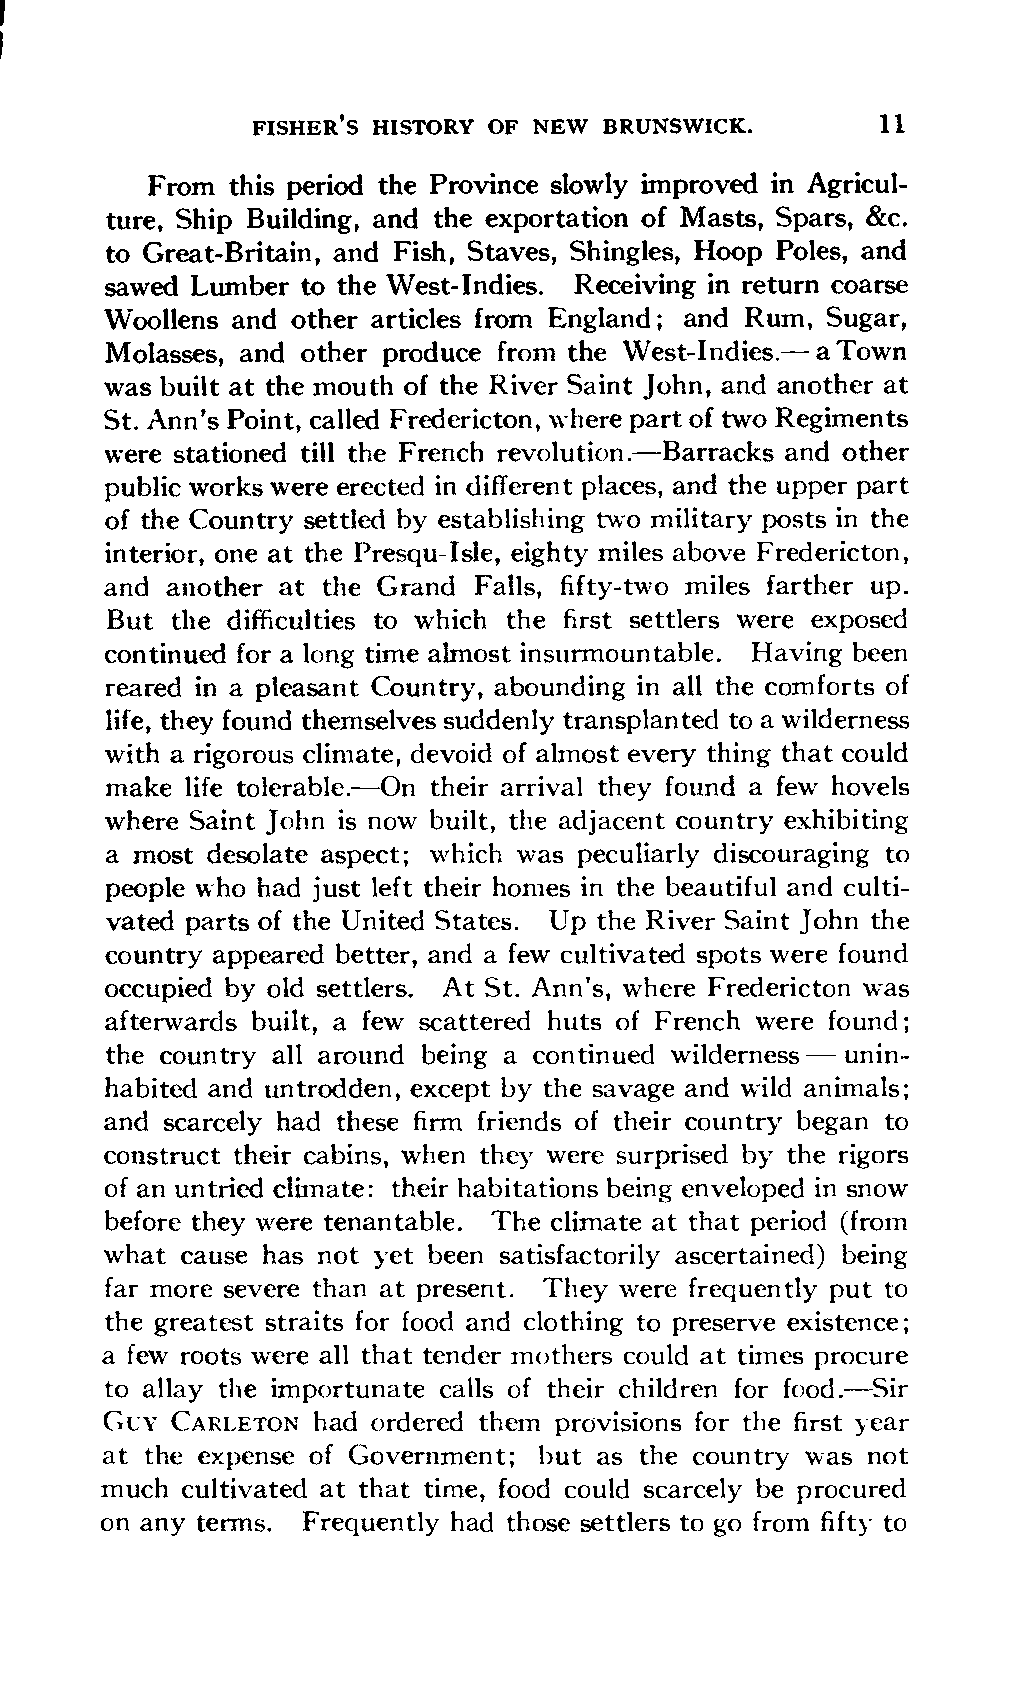 FISHER'S HISTORY OF NEW BRUNSWICK. 11
From this period the Province slowly improved in Agricul-
ture, Ship Building, and the exportation of Masts, Spars, &c.
to Great-Britain, and Fish, Staves, Shingles, Hoop Poles, and
sawed Lumber to the West-Indies. Receiving in return coarse
Woollens and other articles from England; and Rum, Sugar,
Molasses, and other produce from the West-Indies.— a Town
was built at the mouth of the River Saint John, and another at
St. Ann's Point, called Fredericton, where part of two Regiments
were stationed till the French revolution.—Barracks and other
public works were erected in different places, and the upper part
of the Country settled by establishing two military posts in the
interior, one at the Presqu-Isle, eighty miles above Fredericton,
and another at the Grand Falls, fifty-two miles farther up.
But the difficulties to which the first settlers were exposed
continued for a long time almost insurmountable. Having been
reared in a pleasant Country, abounding in all the comforts of
life, they found themselves suddenly transplanted to a wilderness
with a rigorous climate, devoid of almost every thing that could
make life tolerable.—On their arrival they found a few hovels
where Saint John is now built, the adjacent country exhibiting
a most desolate aspect; which was peculiarly discouraging to
people who had just left their homes in the beautiful and culti-
vated parts of the United States. Up the River Saint John the
country appeared better, and a few cultivated spots were found
occupied by old settlers. At St. Ann's, where Fredericton was
afterwards built, a few scattered huts of French were found;
the country all around being a continued wilderness — unin-
habited and untrodden, except by the savage and wild animals;
and scarcely had these firm friends of their country began to
construct their cabins, when they were surprised by the rigors
of an untried climate: their habitations being enveloped in snow
before they were tenantable. The climate at that period (from
what cause has not yet been satisfactorily ascertained) being
far more severe than at present. They were frequently put to
the greatest straits for food and clothing to preserve existence;
a few roots were all that tender mothers could at times procure
to allay the importunate calls of their children for food.—Sir
GUY CARLETON had ordered them provisions for the first year
at the expense of Government; but as the country was not
much cultivated at that time, food could scarcely be procured
on any terms. Frequently had those settlers to go from fifty to